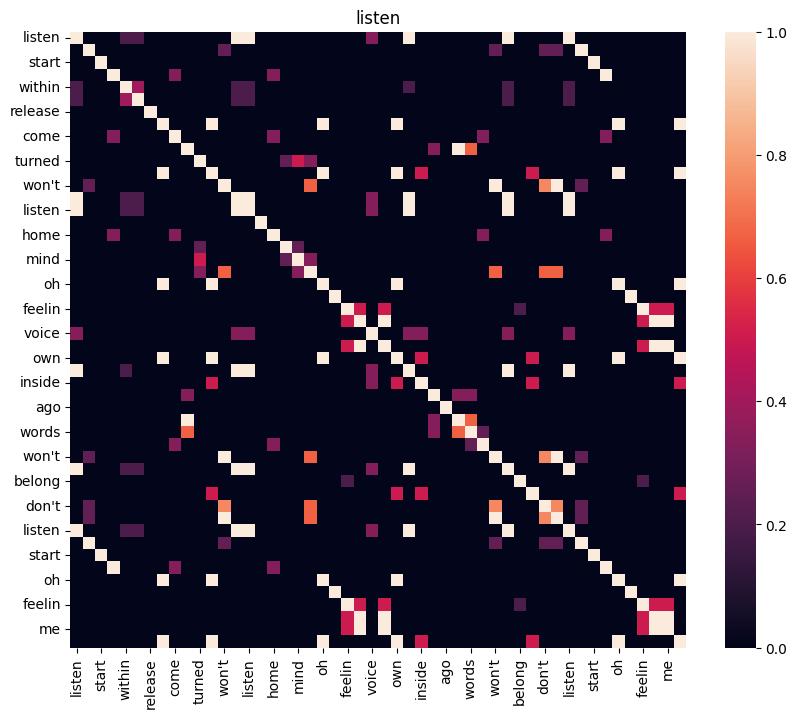 listen
listen
start
within
release
come
turned
won't
listen
home
mind
oh
feelin
voice
own
inside
ago
words
won't
belong
don't
listen
start
oh
feelin
me
1.0
0.8
0.6
0.4
0.2
0.0
listen
start
within
release
come
turned
won't
listen
home
mind
oh
feelin
voice
own
inside
ago
words
won't
belong
don't
listen
start
oh
feelin
me